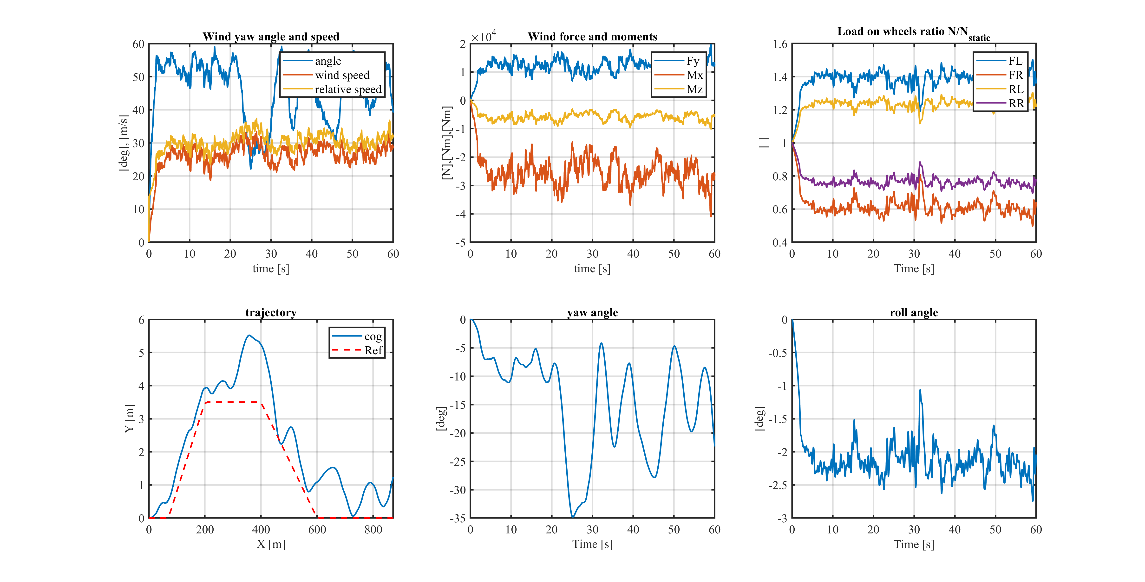 Wind yaw angle and speed
angle
wind speed
relative speed
60
50
40
30
20
10
0
[deg], [m/s]
0 10 20 30 40 50 60
time [s]
Wind force and moments
×10⁴
Fy
Mx
Mz
2
1
0
-1
-2
-3
-4
-5
[N],[Nm],[Nm]
0 10 20 30 40 50 60
time [s]
Load on wheels ratio N/N_static
FL
FR
RL
RR
1.6
1.4
1.2
1
0.8
0.6
0.4
[ ]
0 10 20 30 40 50 60
Time [s]
trajectory
cog
Ref
6
5
4
3
2
1
0
Y [m]
0 200 400 600 800
X [m]
yaw angle
0
-5
-10
-15
-20
-25
-30
-35
[deg]
0 10 20 30 40 50 60
Time [s]
roll angle
0
-0.5
-1
-1.5
-2
-2.5
-3
[deg]
0 10 20 30 40 50 60
Time [s]